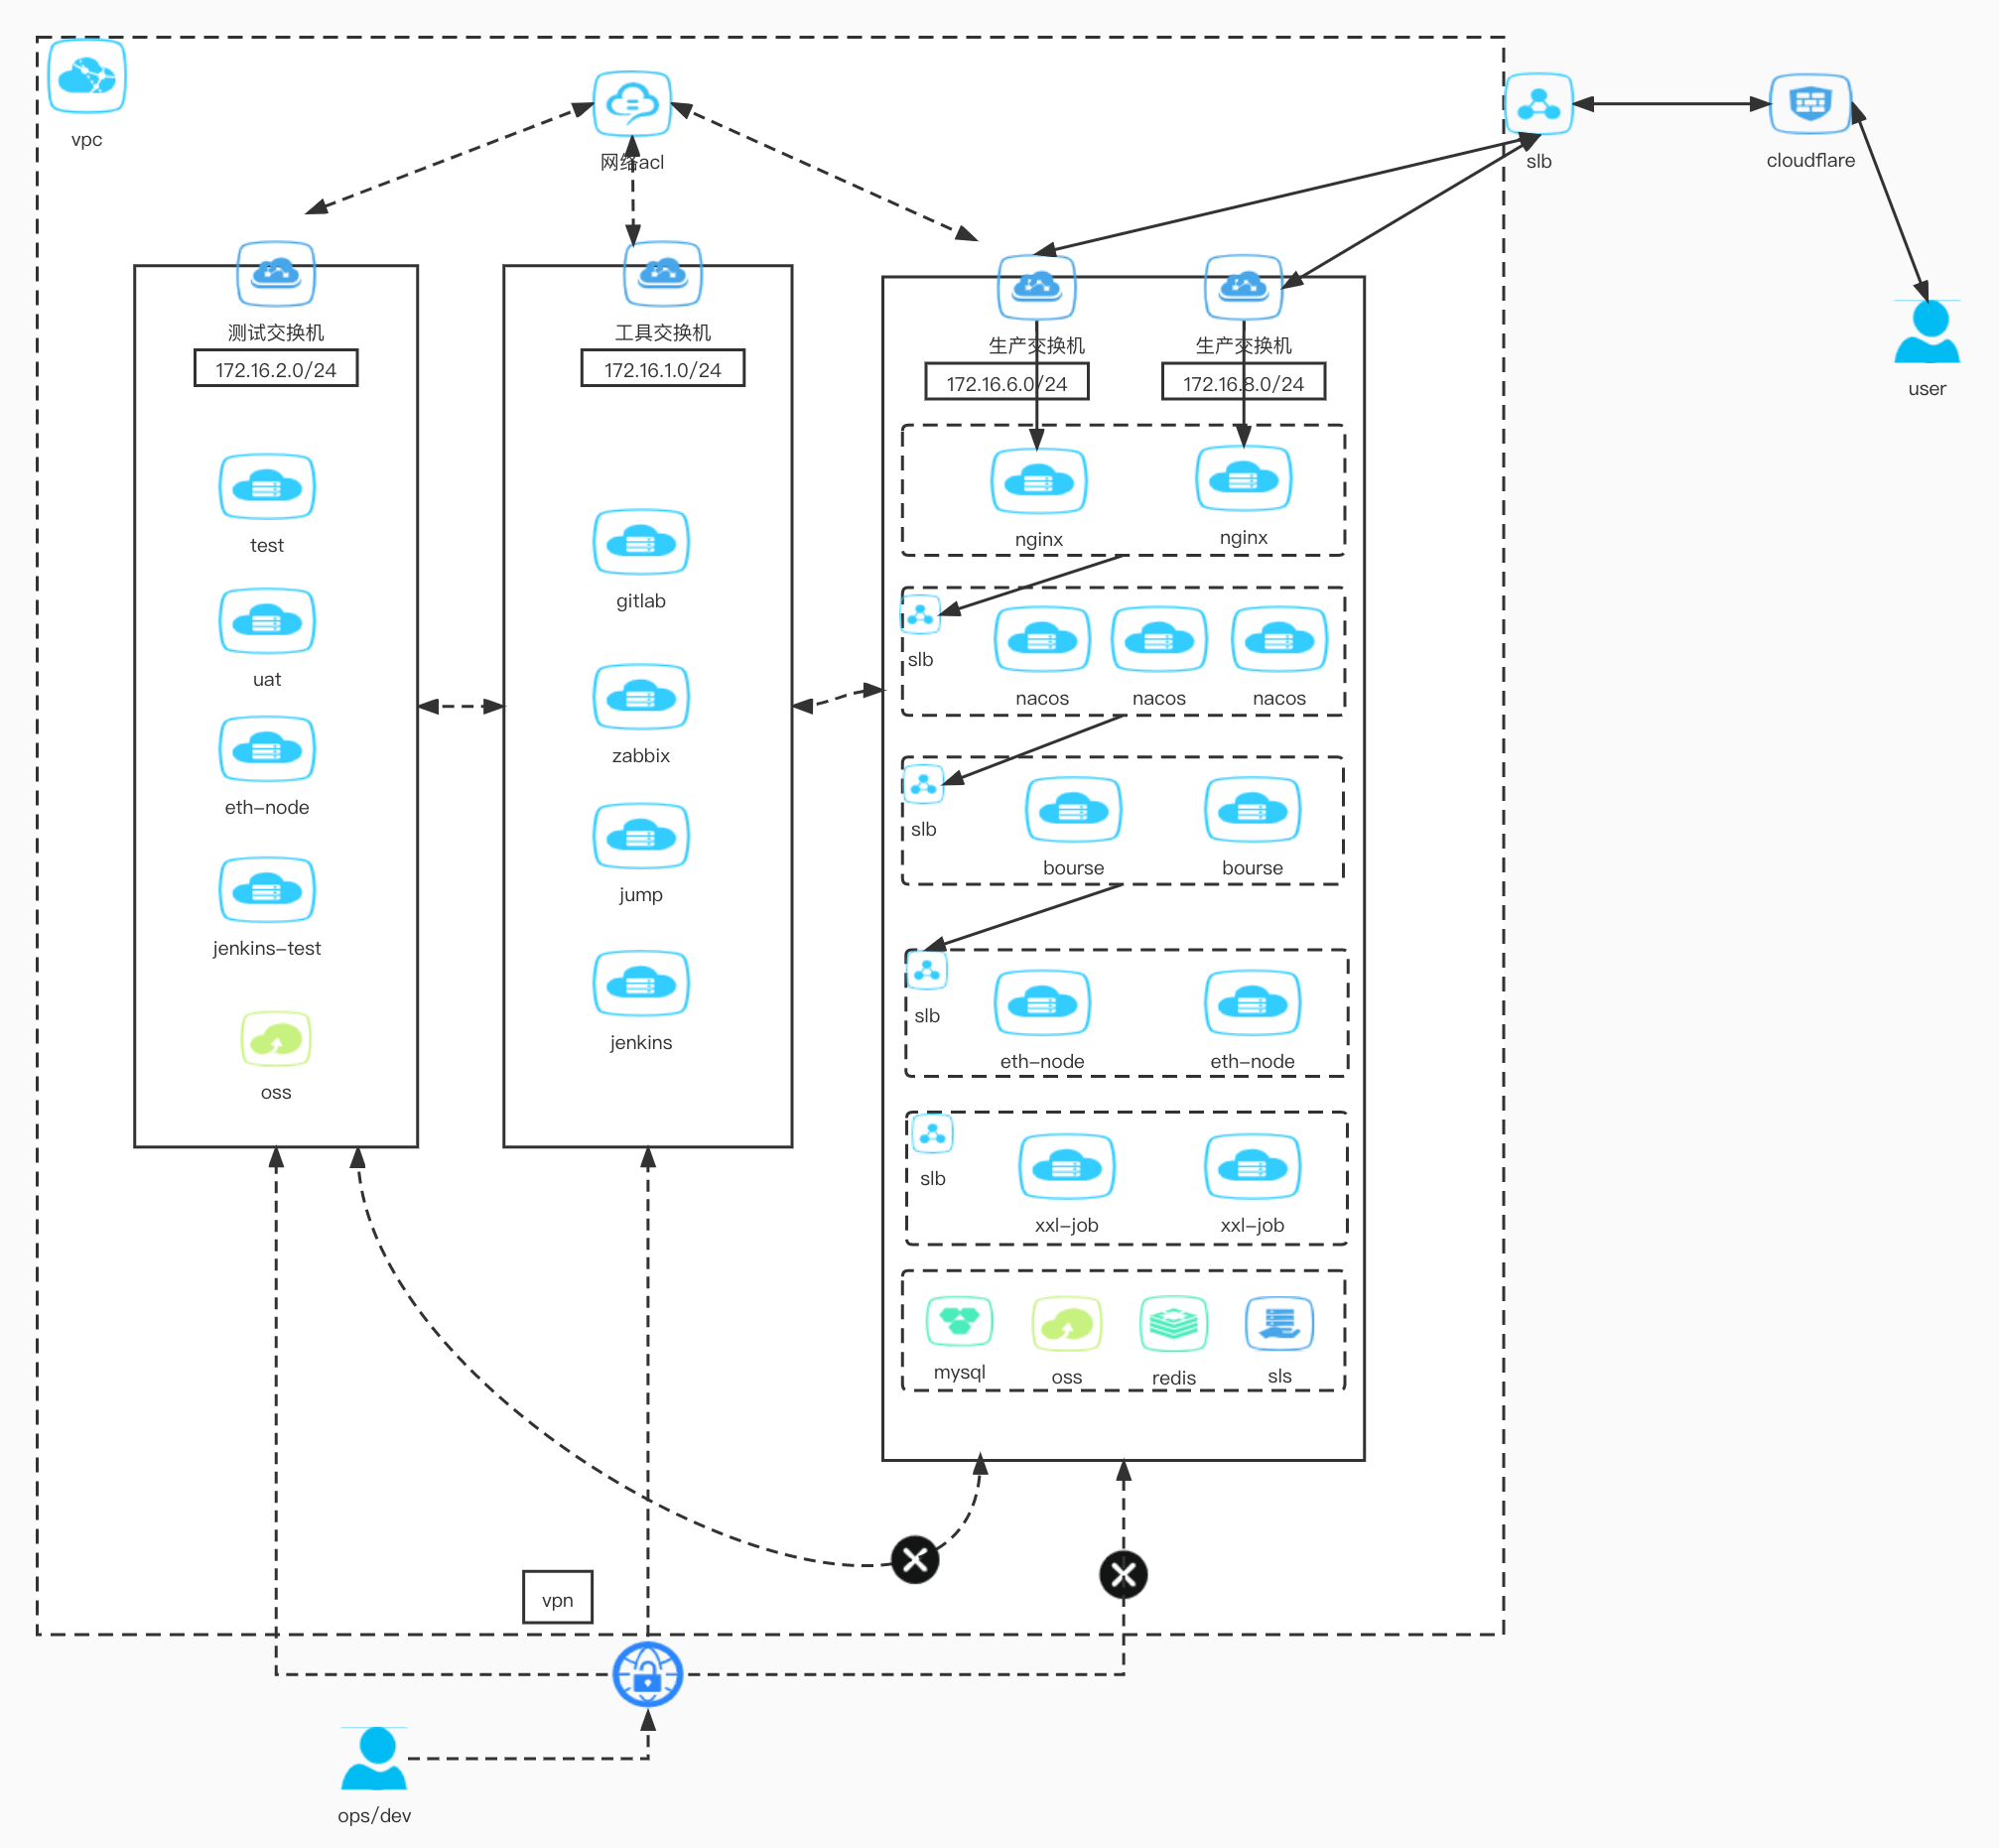 vpc
网络acl
slb
cloudflare
user
测试交换机
172.16.2.0/24
test
uat
eth-node
jenkins-test
oss
工具交换机
172.16.1.0/24
gitlab
zabbix
jump
jenkins
生产交换机
生产交换机
172.16.6.0/24
172.16.8.0/24
nginx
nginx
slb
nacos
nacos
nacos
slb
bourse
bourse
slb
eth-node
eth-node
slb
xxl-job
xxl-job
mysql
oss
redis
sls
vpn
ops/dev